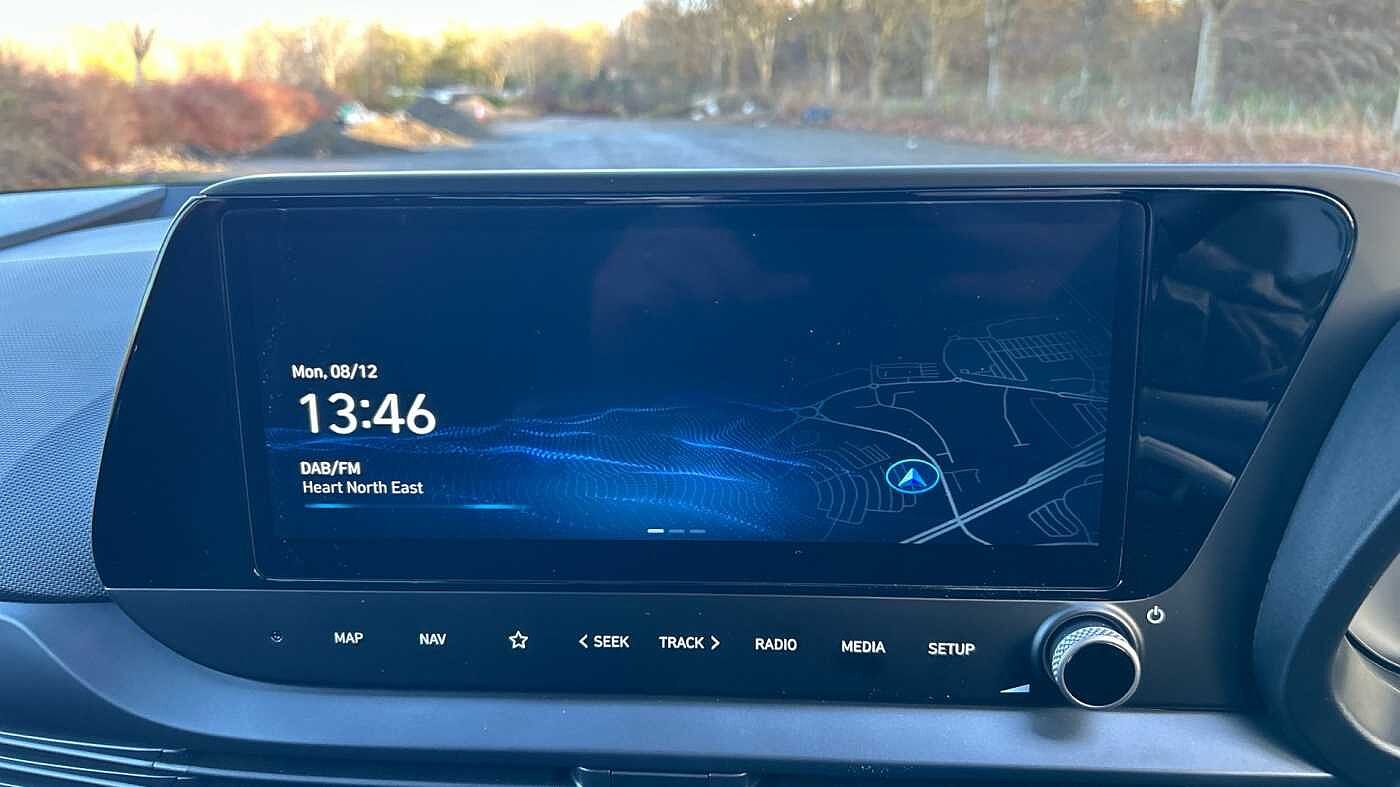 Mon, 08/12
13:46
DAB/FM
Heart North East
MAP NAV < SEEK TRACK > RADIO MEDIA SETUP